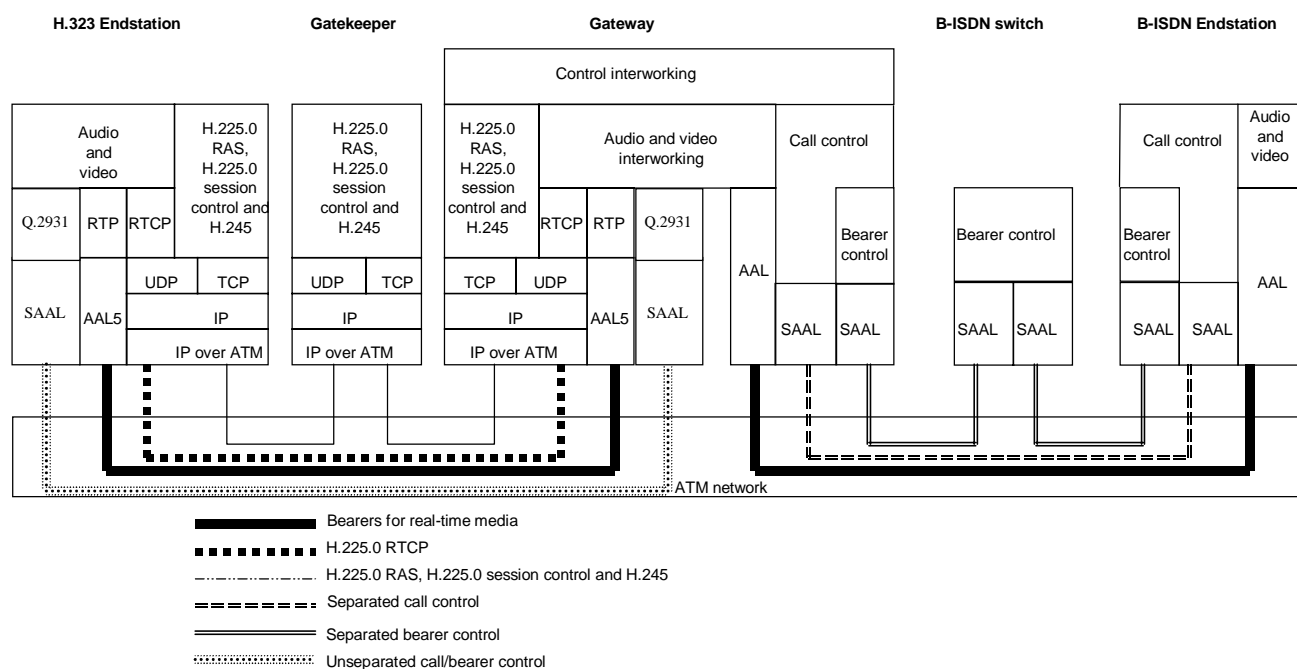 H.323 Endstation
Gatekeeper
Gateway
B-ISDN switch
B-ISDN Endstation
Control interworking
Audio
and
video
H.225.0
RAS,
H.225.0
session
control and
H.245
H.225.0
RAS,
H.225.0
session
control and
H.245
H.225.0
RAS,
H.225.0
session
control and
H.245
Audio and video
interworking
Call control
Call control
Audio
and
video
Q.2931
RTP
RTCP
RTCP
RTP
Q.2931
Bearer
control
Bearer control
Bearer
control
SAAL
AAL5
UDP
TCP
IP
IP over ATM
UDP
TCP
IP
IP over ATM
TCP
UDP
IP
IP over ATM
AAL5
SAAL
AAL
SAAL
SAAL
SAAL
SAAL
SAAL
SAAL
AAL
ATM network
Bearers for real-time media
H.225.0 RTCP
H.225.0 RAS, H.225.0 session control and H.245
Separated call control
Separated bearer control
Unseparated call/bearer control